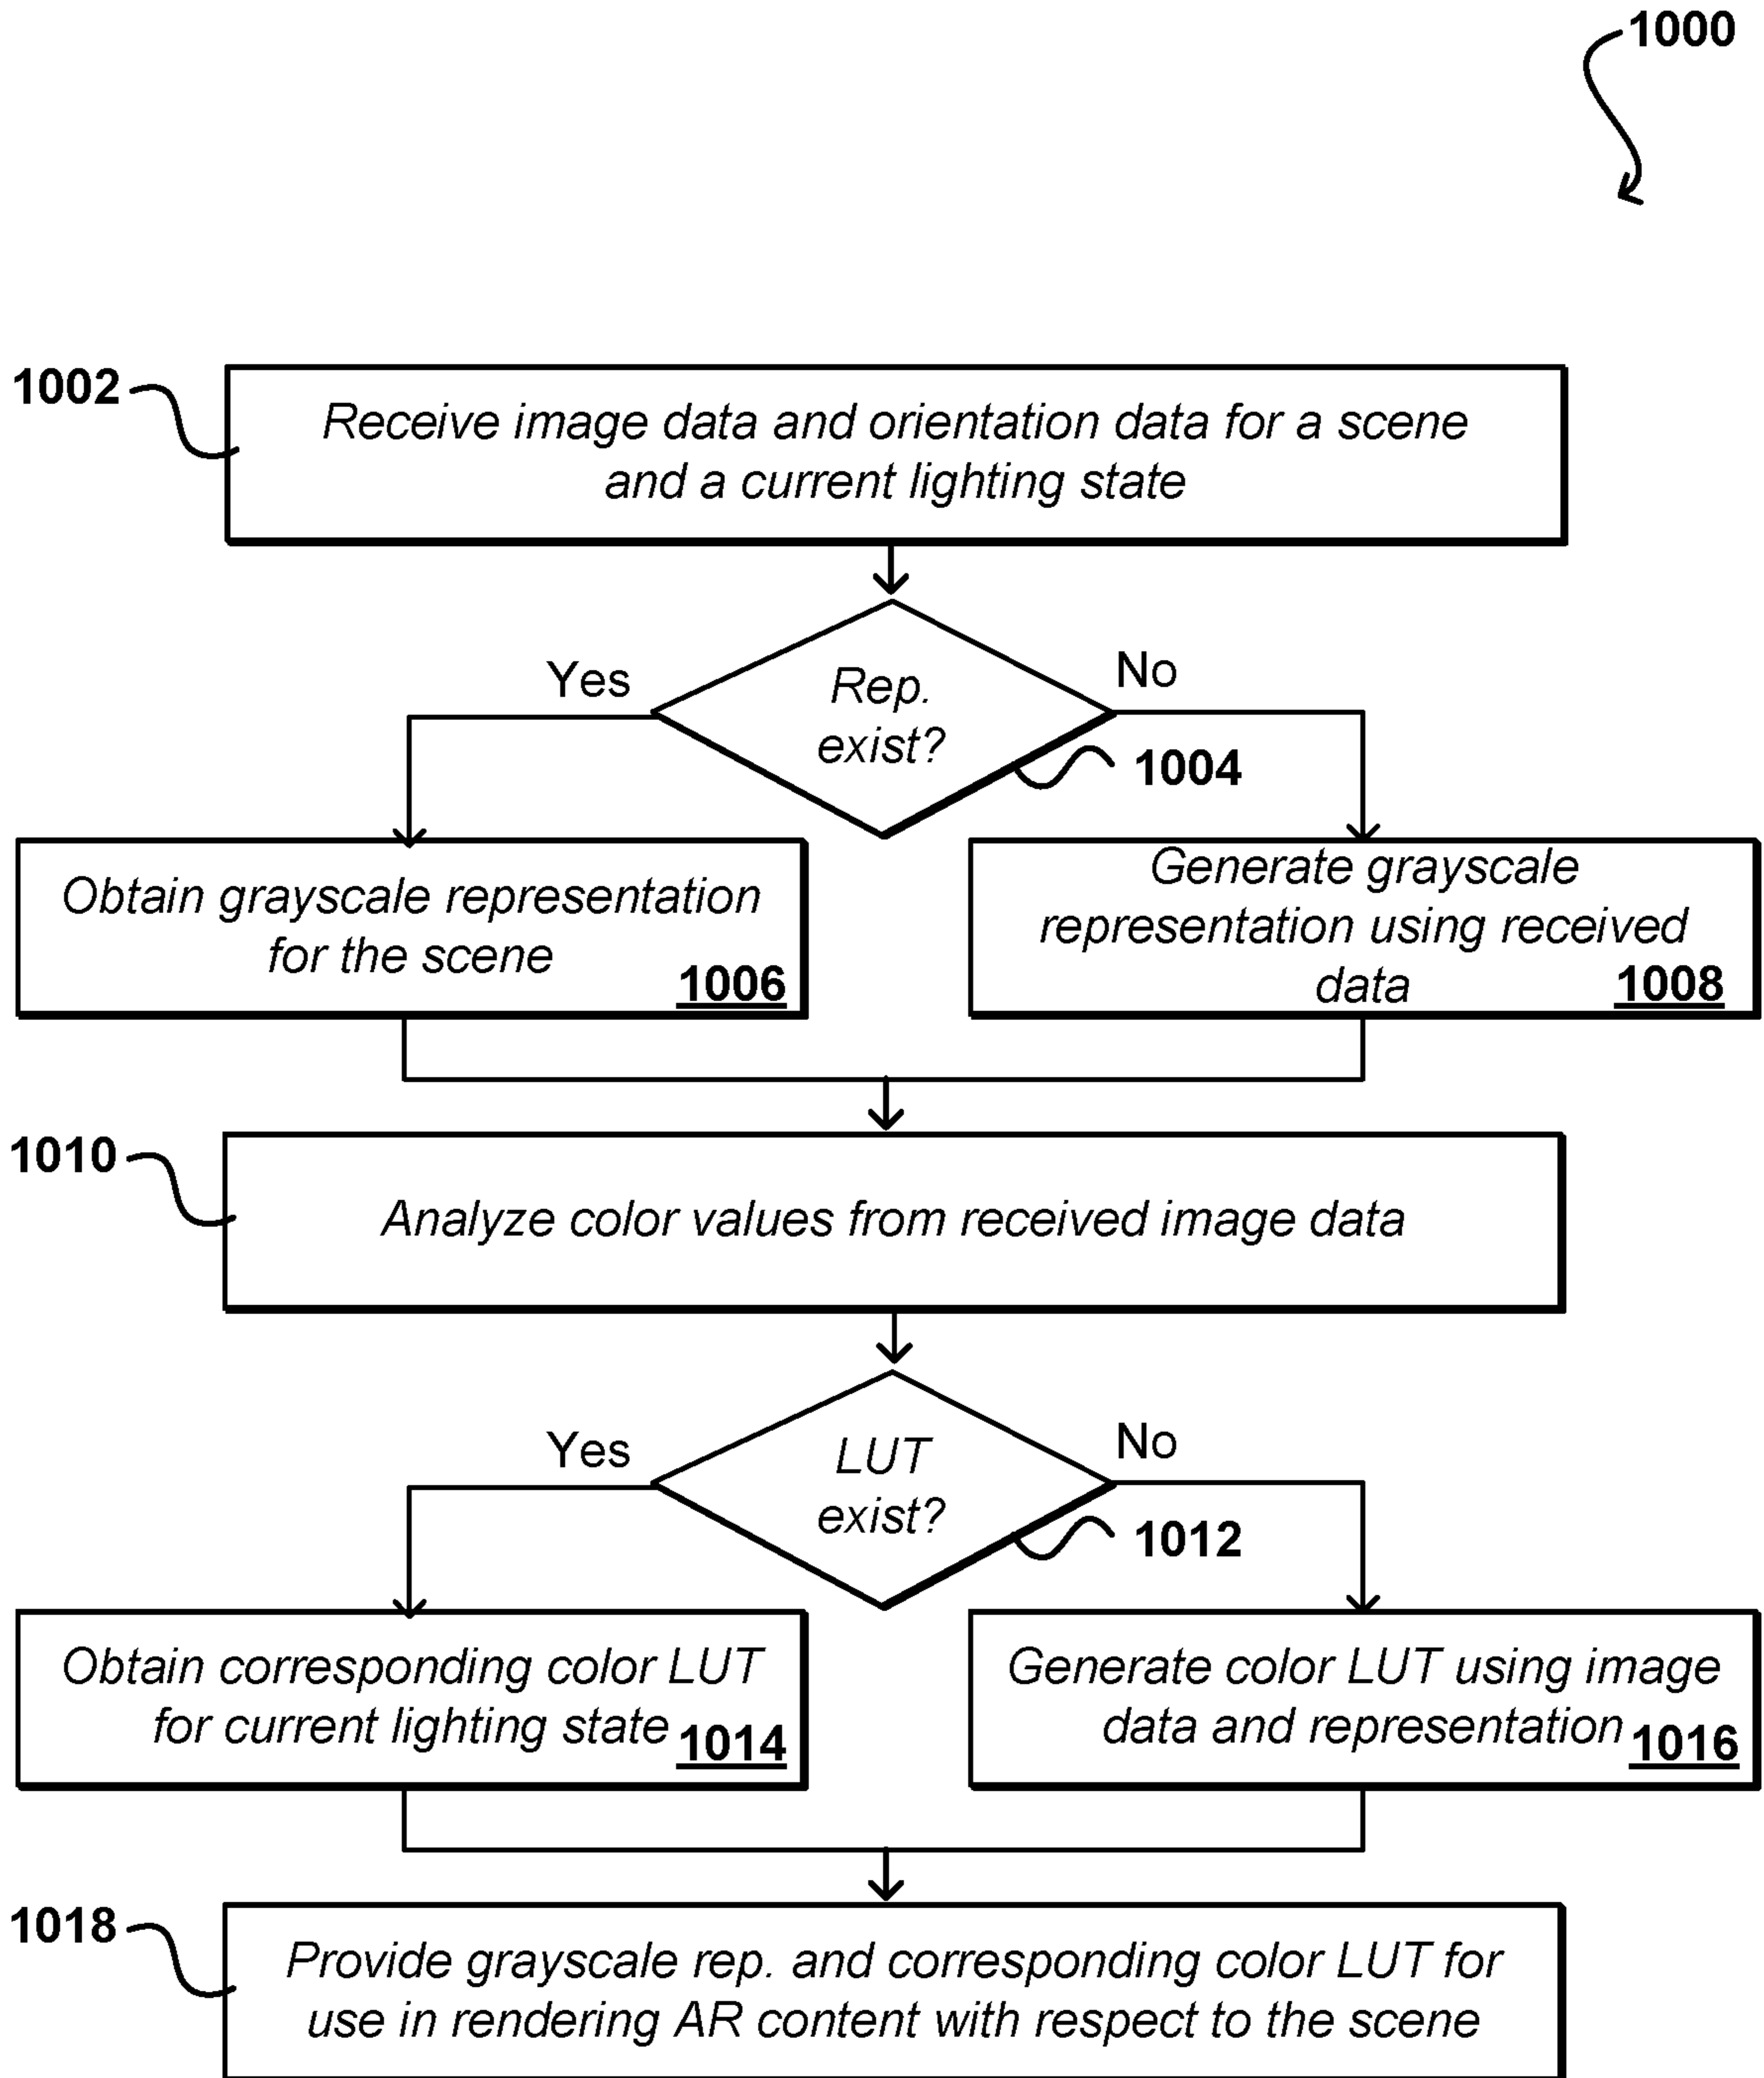 1000
1002
Receive image data and orientation data for a scene
and a current lighting state
Yes
No
Rep.
exist?
1004
Obtain grayscale representation
for the scene
1006
Generate grayscale
representation using received
data
1008
1010
Analyze color values from received image data
Yes
No
LUT
exist?
1012
Obtain corresponding color LUT
for current lighting state
1014
Generate color LUT using image
data and representation
1016
1018
Provide grayscale rep. and corresponding color LUT for
use in rendering AR content with respect to the scene